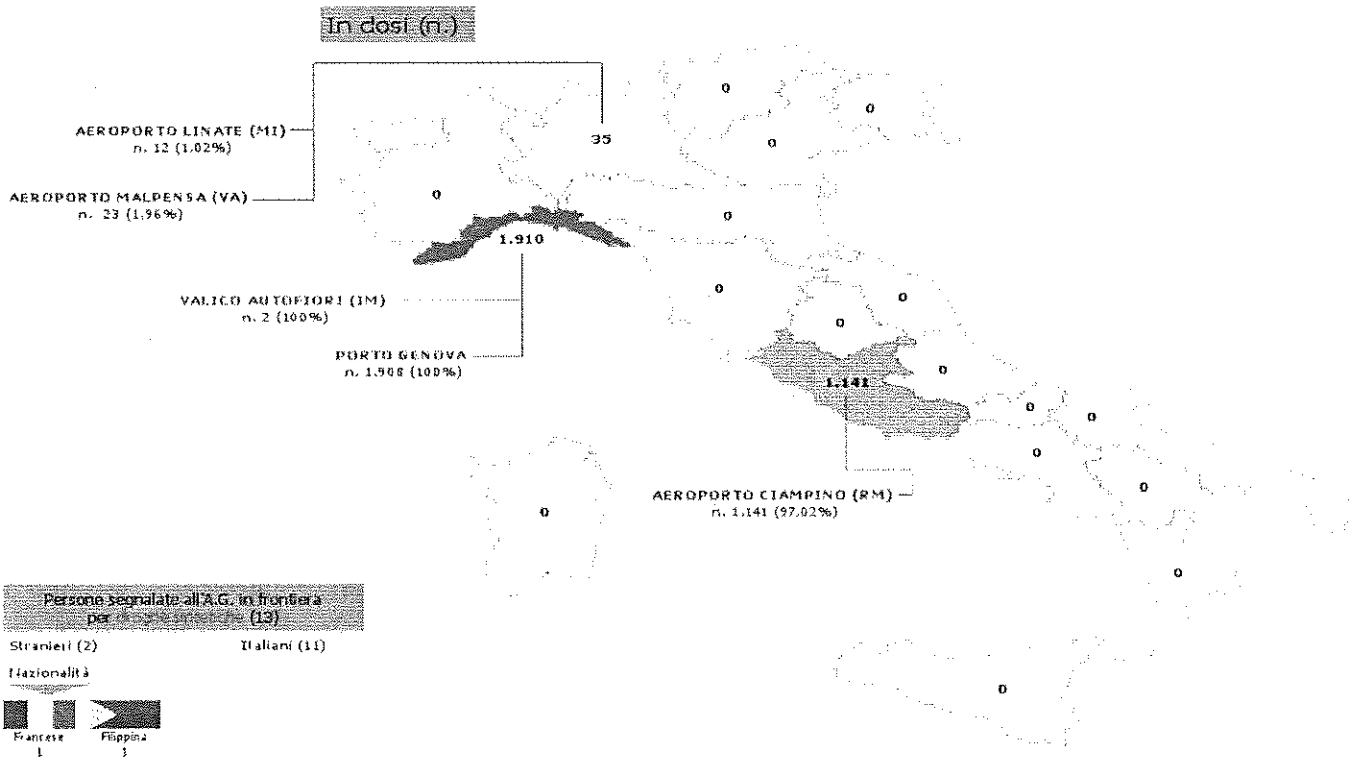 In dosi (n.)
0
0
AEROPORTO LINATE (MI)
n. 12 (1,02%)
35
0
AEROPORTO MALPENSA (VA)
n. 23 (1,96%)
0
0
1.910
VALICO AUTOFIORI (IM)
n. 2 (100%)
0
0
0
PORTO GENOVA
n. 1.908 (100%)
0
1.141
0
0
0
AEROPORTO CIAMPINO (RM)
n. 1.141 (97,02%)
0
0
0
Persone segnalate all'A.G. in frontiera
per (13)
Stranieri (2) Italiani (11)
Nazionalità
0
0
Francese Filippina
1 1